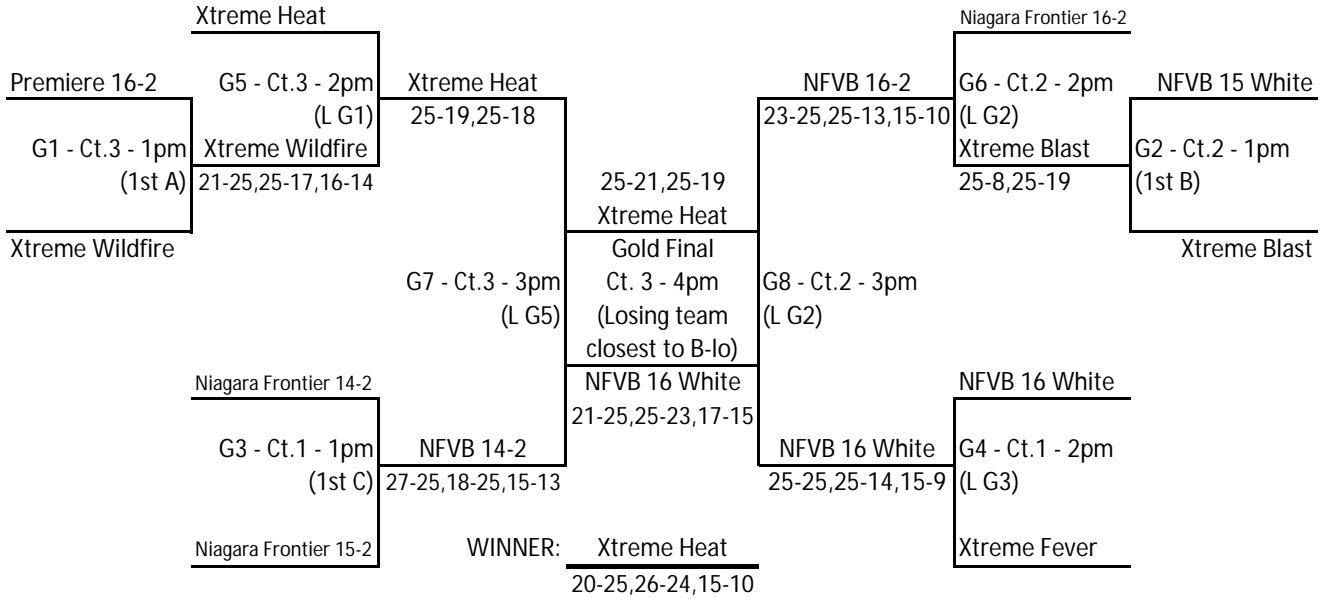 Xtreme Heat
Niagara Frontier 16-2
Premiere 16-2
G5 - Ct.3 - 2pm
Xtreme Heat
NFVB 16-2
G6 - Ct.2 - 2pm
NFVB 15 White
(L G1)
25-19,25-18
23-25,25-13,15-10
(L G2)
G1 - Ct.3 - 1pm
Xtreme Wildfire
Xtreme Blast
G2 - Ct.2 - 1pm
(1st A)
21-25,25-17,16-14
25-21,25-19
25-8,25-19
(1st B)
Xtreme Heat
Xtreme Wildfire
Gold Final
Xtreme Blast
G7 - Ct.3 - 3pm
Ct. 3 - 4pm
G8 - Ct.2 - 3pm
(L G5)
(Losing team
(L G2)
closest to B-lo)
Niagara Frontier 14-2
NFVB 16 White
NFVB 16 White
21-25,25-23,17-15
G3 - Ct.1 - 1pm
NFVB 14-2
NFVB 16 White
G4 - Ct.1 - 2pm
(1st C)
27-25,18-25,15-13
25-25,25-14,15-9
(L G3)
Niagara Frontier 15-2
WINNER:
Xtreme Heat
Xtreme Fever
20-25,26-24,15-10